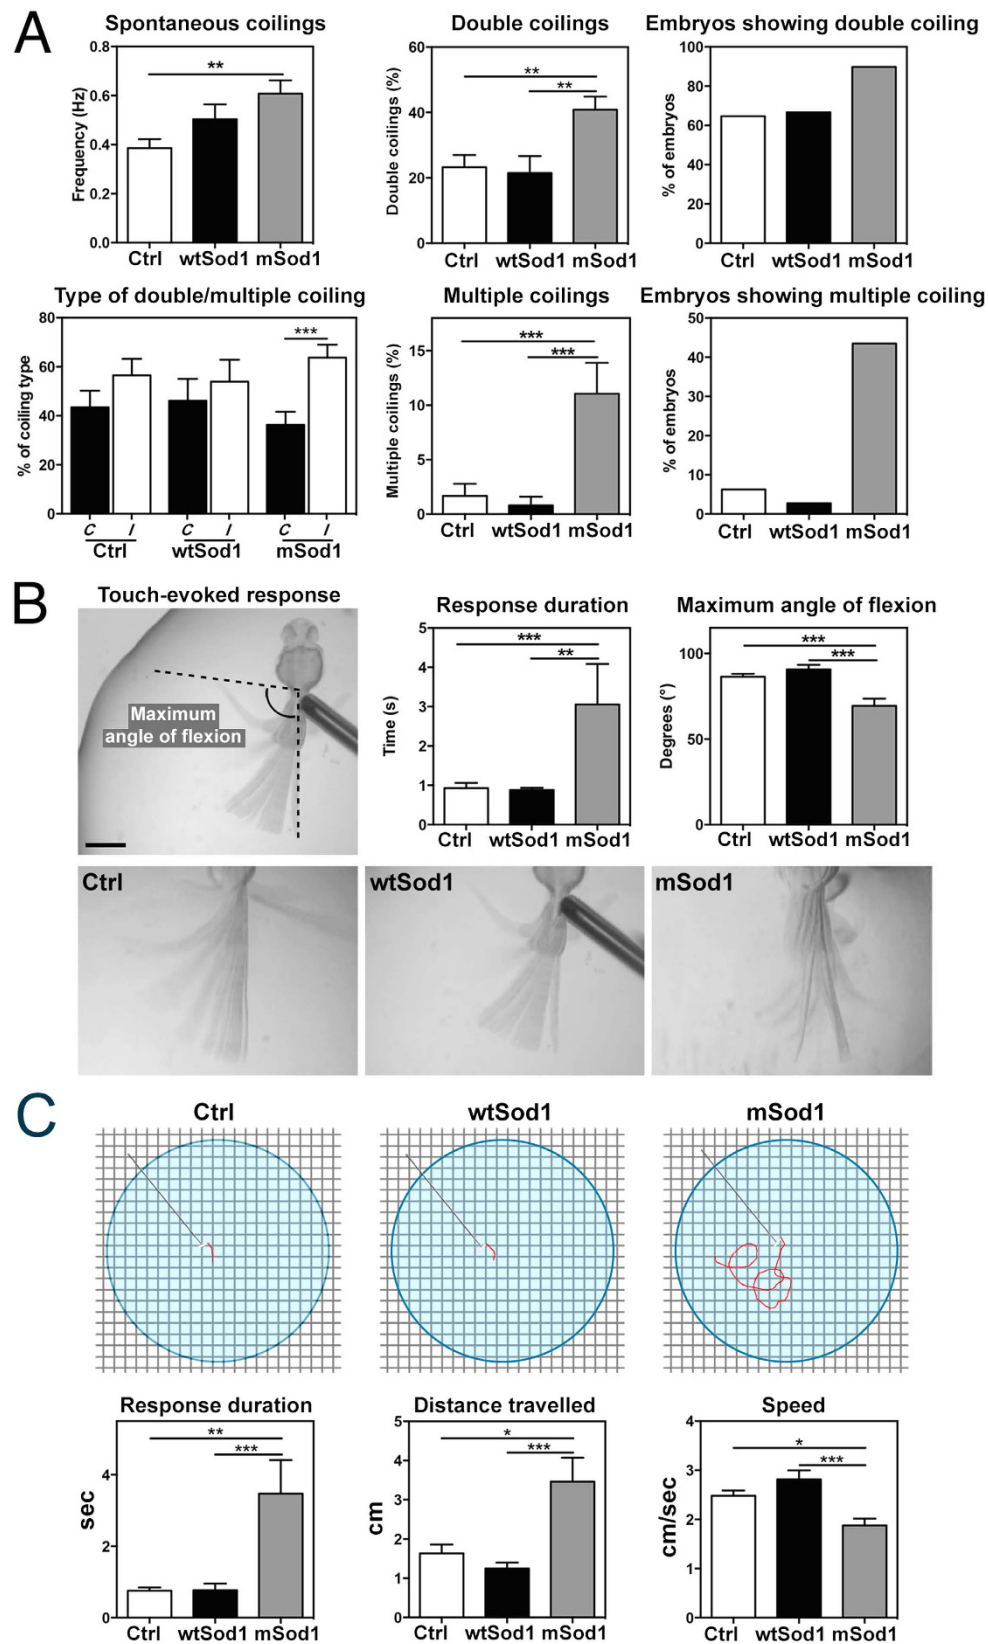 A
Spontaneous coilings
Frequency (Hz)
0.8
0.6
0.4
0.2
0.0
**
Ctrl wtSod1 mSod1
Double coilings
Double coilings (%)
60
40
20
0
**
**
Ctrl wtSod1 mSod1
Embryos showing double coiling
% of embryos
100
80
60
40
20
0
Ctrl wtSod1 mSod1
Type of double/multiple coiling
% of coiling type
80
60
40
20
0
***
C I C I C I
Ctrl wtSod1 mSod1
Multiple coilings
Multiple coilings (%)
15
10
5
0
***
***
Ctrl wtSod1 mSod1
Embryos showing multiple coiling
% of embryos
50
40
30
20
10
0
Ctrl wtSod1 mSod1
B
Touch-evoked response
Maximum
angle of flexion
Response duration
Time (s)
5
4
3
2
1
0
***
**
Ctrl wtSod1 mSod1
Maximum angle of flexion
Degrees (°)
100
50
0
***
***
Ctrl wtSod1 mSod1
Ctrl
wtSod1
mSod1
C
Ctrl
wtSod1
mSod1
Response duration
sec
4
2
0
**
***
Ctrl wtSod1 mSod1
Distance travelled
cm
5
4
3
2
1
0
*
***
Ctrl wtSod1 mSod1
Speed
cm/sec
4
3
2
1
0
*
***
Ctrl wtSod1 mSod1